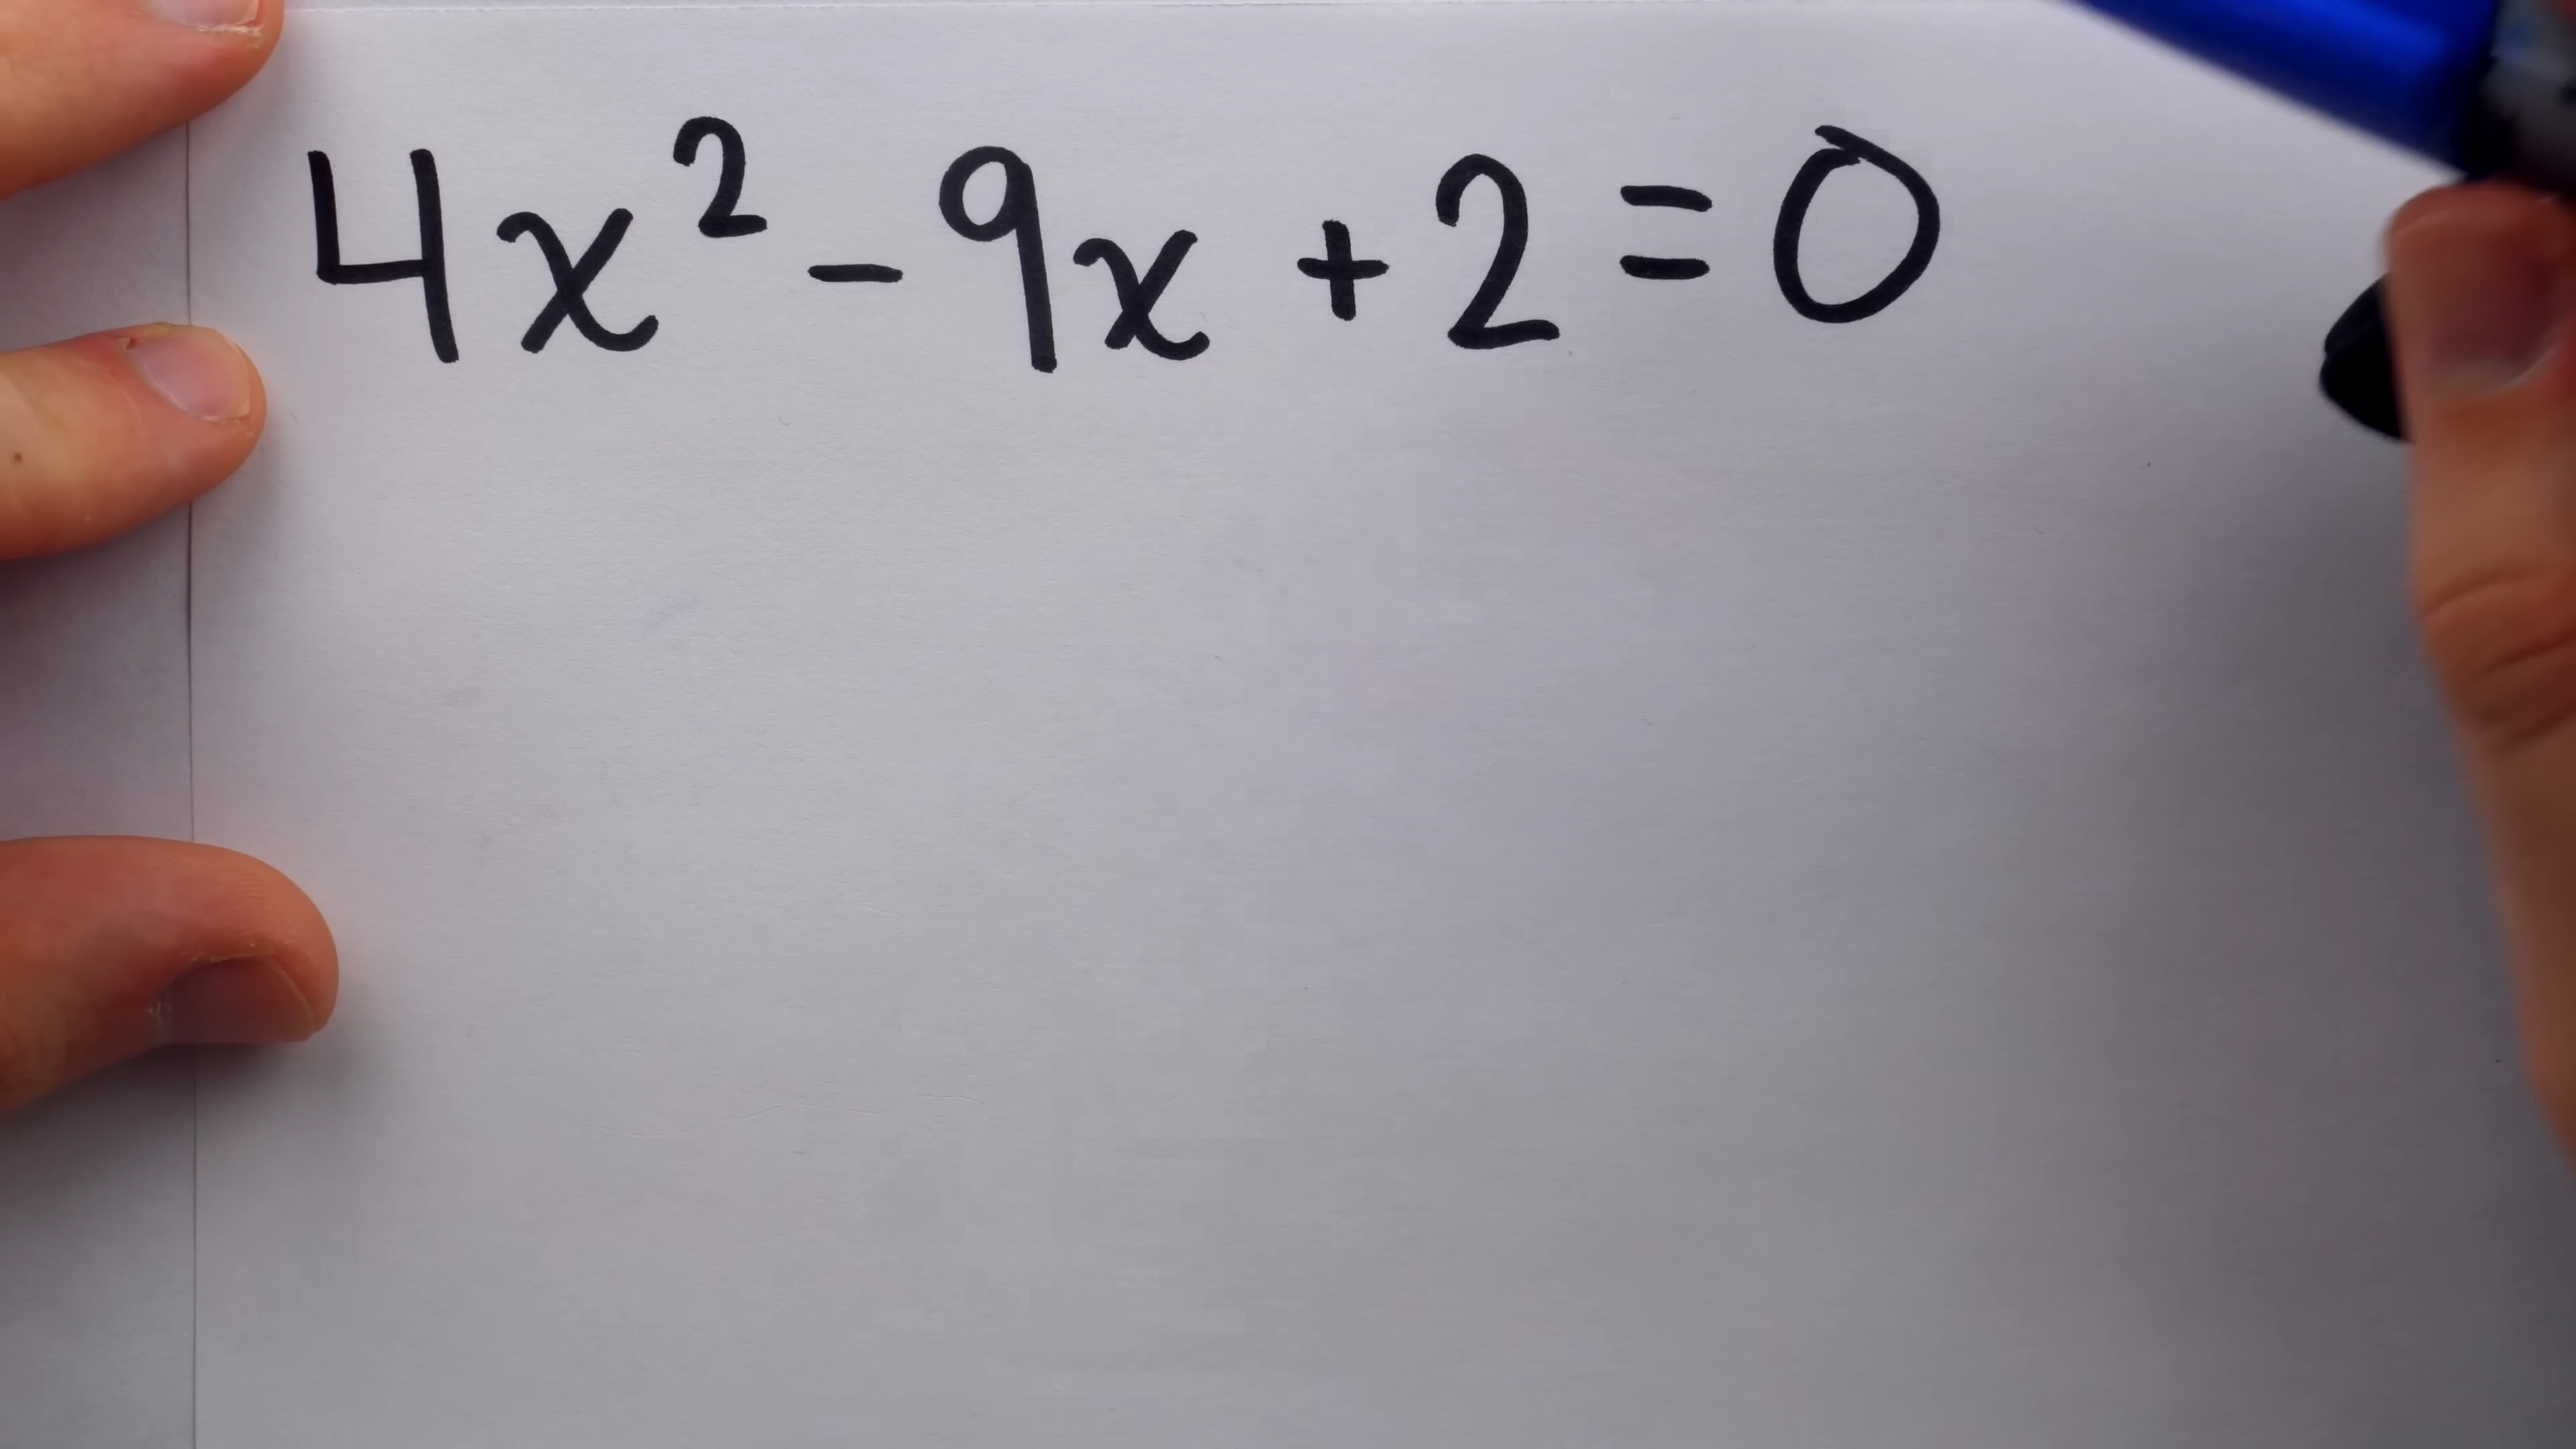 4x² - 9x + 2 = 0